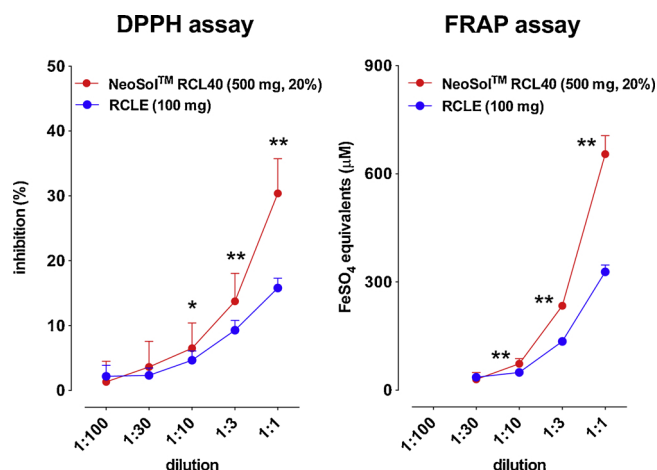 DPPH assay
50
40
30
20
10
0
inhibition (%)
NeoSol™ RCL40 (500 mg, 20%)
RCLE (100 mg)
*
**
**
1:100
1:30
1:10
1:3
1:1
dilution
FRAP assay
900
600
300
0
FeSO₄ equivalents (µM)
NeoSol™ RCL40 (500 mg, 20%)
RCLE (100 mg)
**
**
**
1:100
1:30
1:10
1:3
1:1
dilution